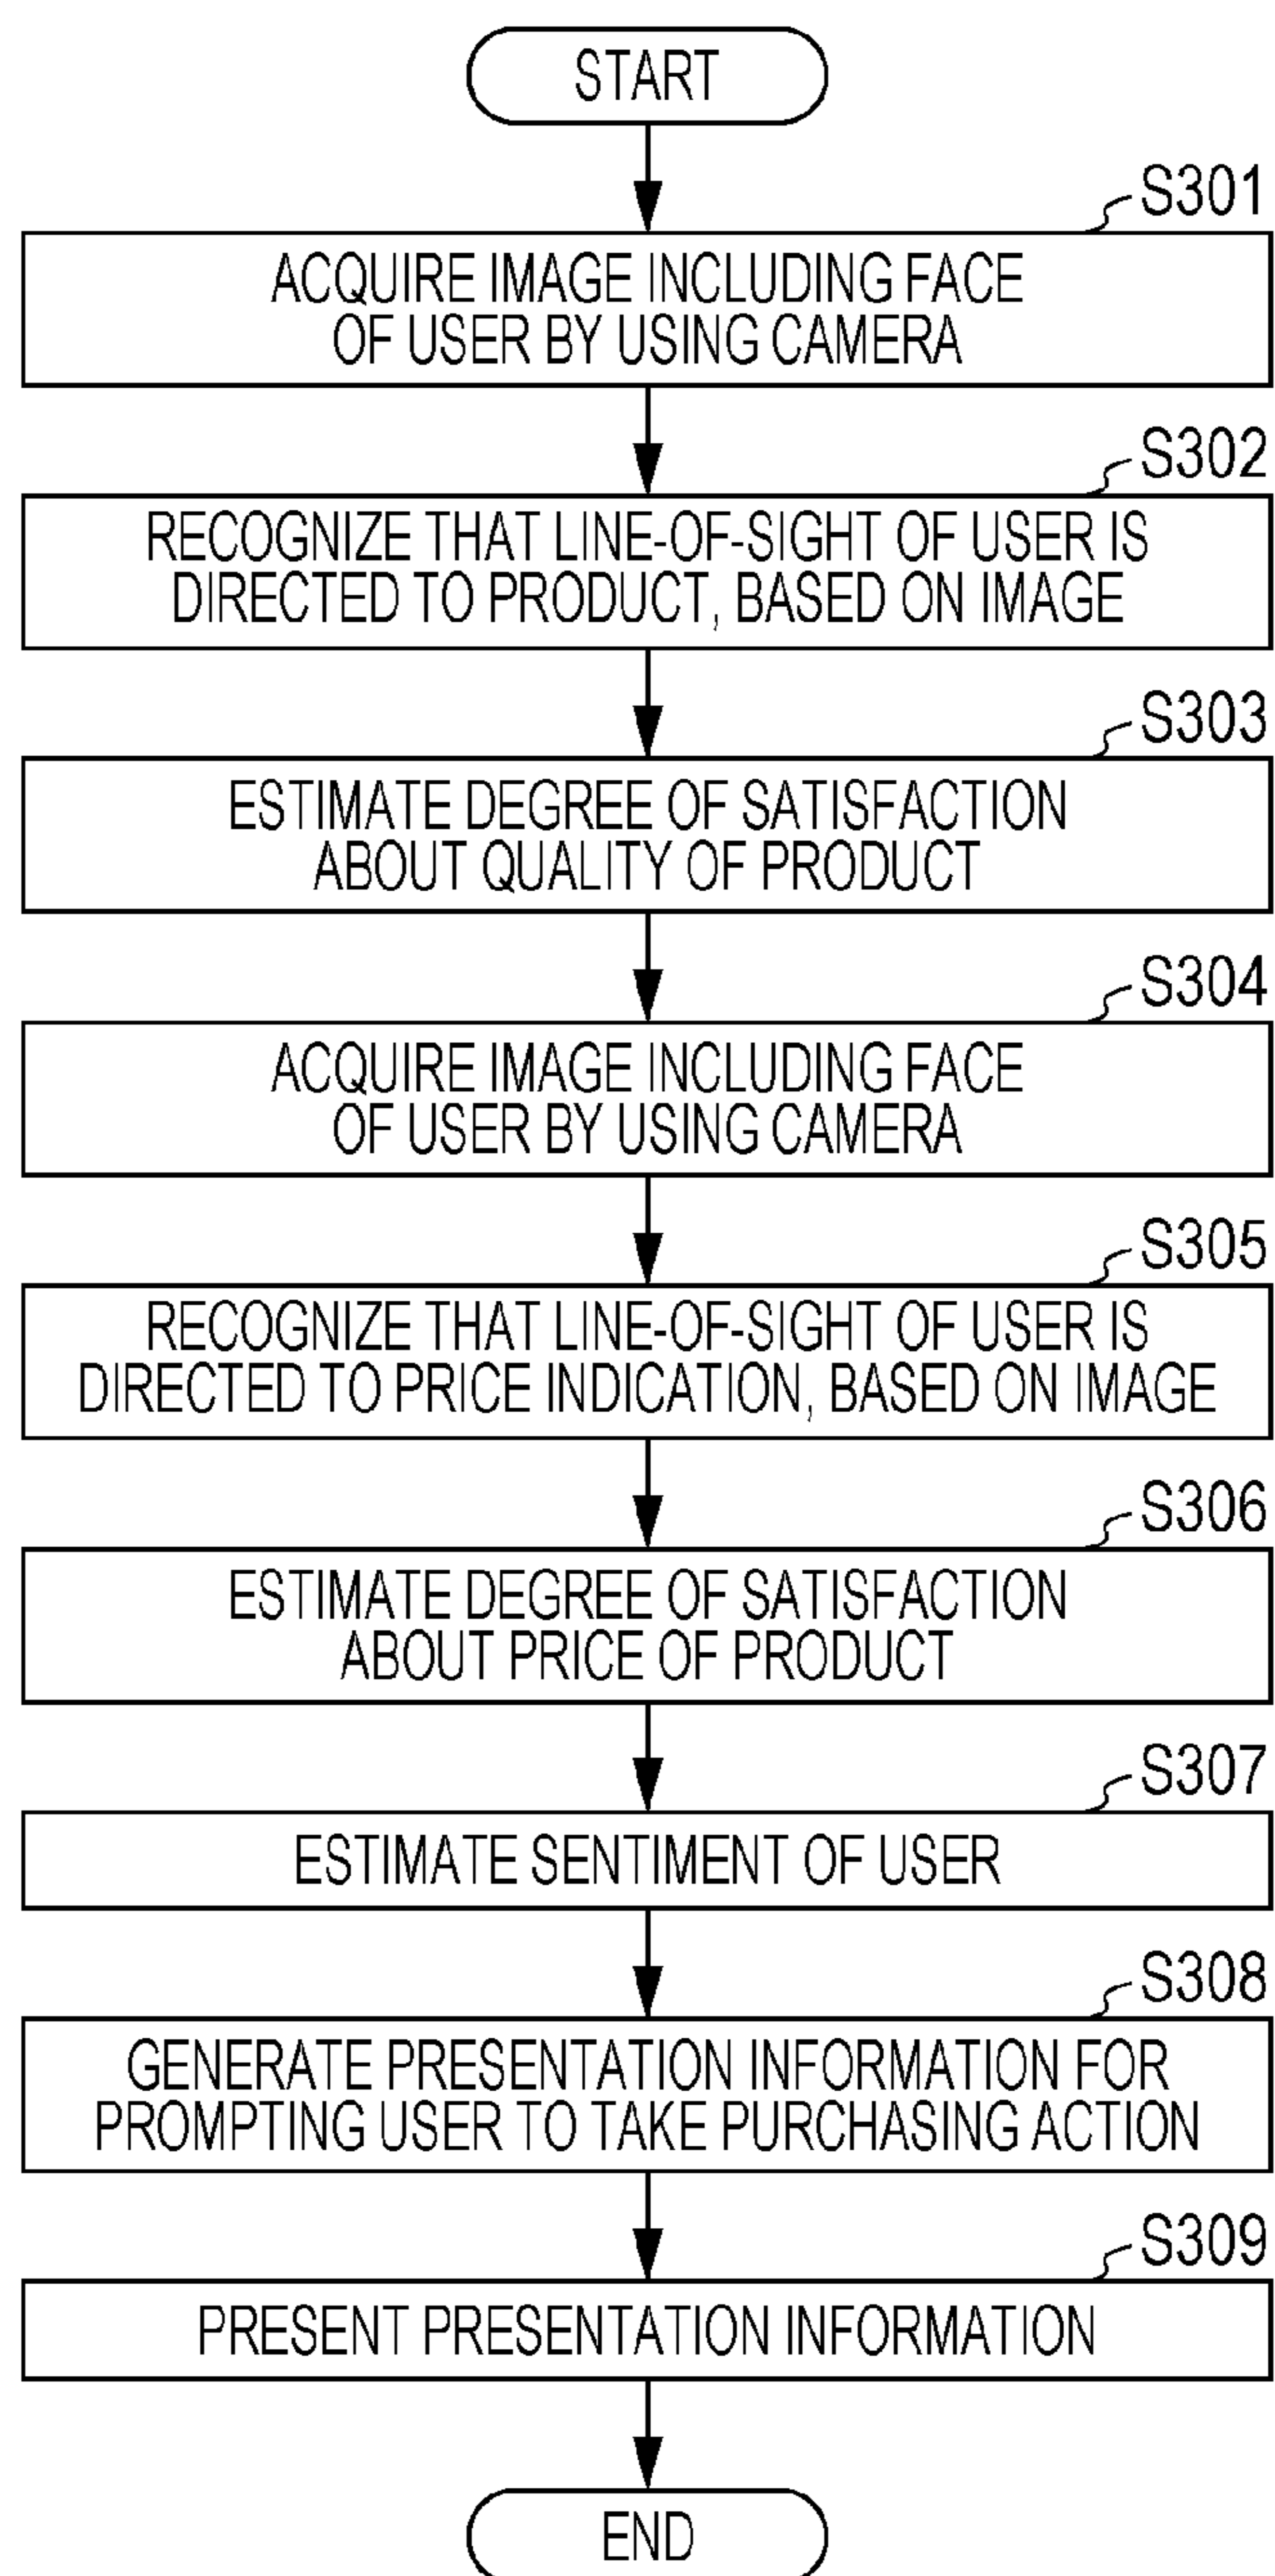 START
S301
ACQUIRE IMAGE INCLUDING FACE
OF USER BY USING CAMERA
S302
RECOGNIZE THAT LINE-OF-SIGHT OF USER IS
DIRECTED TO PRODUCT, BASED ON IMAGE
S303
ESTIMATE DEGREE OF SATISFACTION
ABOUT QUALITY OF PRODUCT
S304
ACQUIRE IMAGE INCLUDING FACE
OF USER BY USING CAMERA
S305
RECOGNIZE THAT LINE-OF-SIGHT OF USER IS
DIRECTED TO PRICE INDICATION, BASED ON IMAGE
S306
ESTIMATE DEGREE OF SATISFACTION
ABOUT PRICE OF PRODUCT
S307
ESTIMATE SENTIMENT OF USER
S308
GENERATE PRESENTATION INFORMATION FOR
PROMPTING USER TO TAKE PURCHASING ACTION
S309
PRESENT PRESENTATION INFORMATION
END